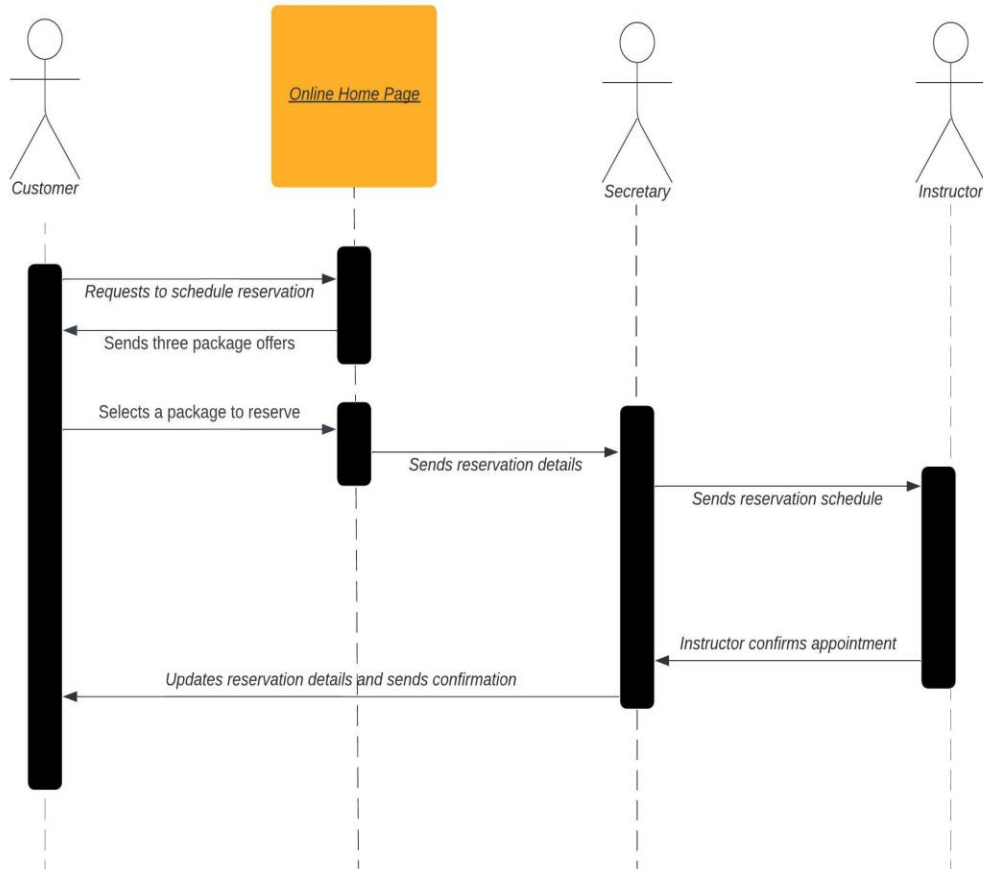 Online Home Page
Customer
Secretary
Instructor
Requests to schedule reservation
Sends three package offers
Selects a package to reserve
Sends reservation details
Sends reservation schedule
Instructor confirms appointment
Updates reservation details and sends confirmation